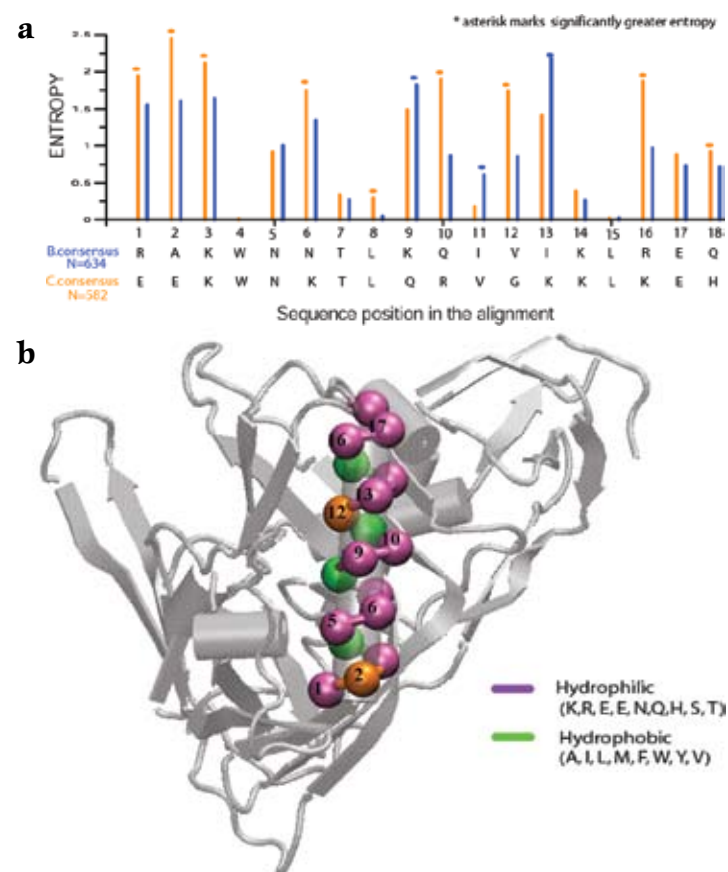 a
* asterisk marks significantly greater entropy
ENTROPY
2.5
2
1.5
1
0.5
0
1 2 3 4 5 6 7 8 9 10 11 12 13 14 15 16 17 18
B.consensus R A K W N N T L K Q I V I K L R E Q
N=634
C.consensus E E K W N K T L Q R V G K K L K E H
N=582
Sequence position in the alignment
b
17
6
13
12
10
9
6
5
2
1
Hydrophilic
(K,R, E, E, N,Q,H, S, T)
Hydrophobic
(A, I, L, M, F, W, Y, V)